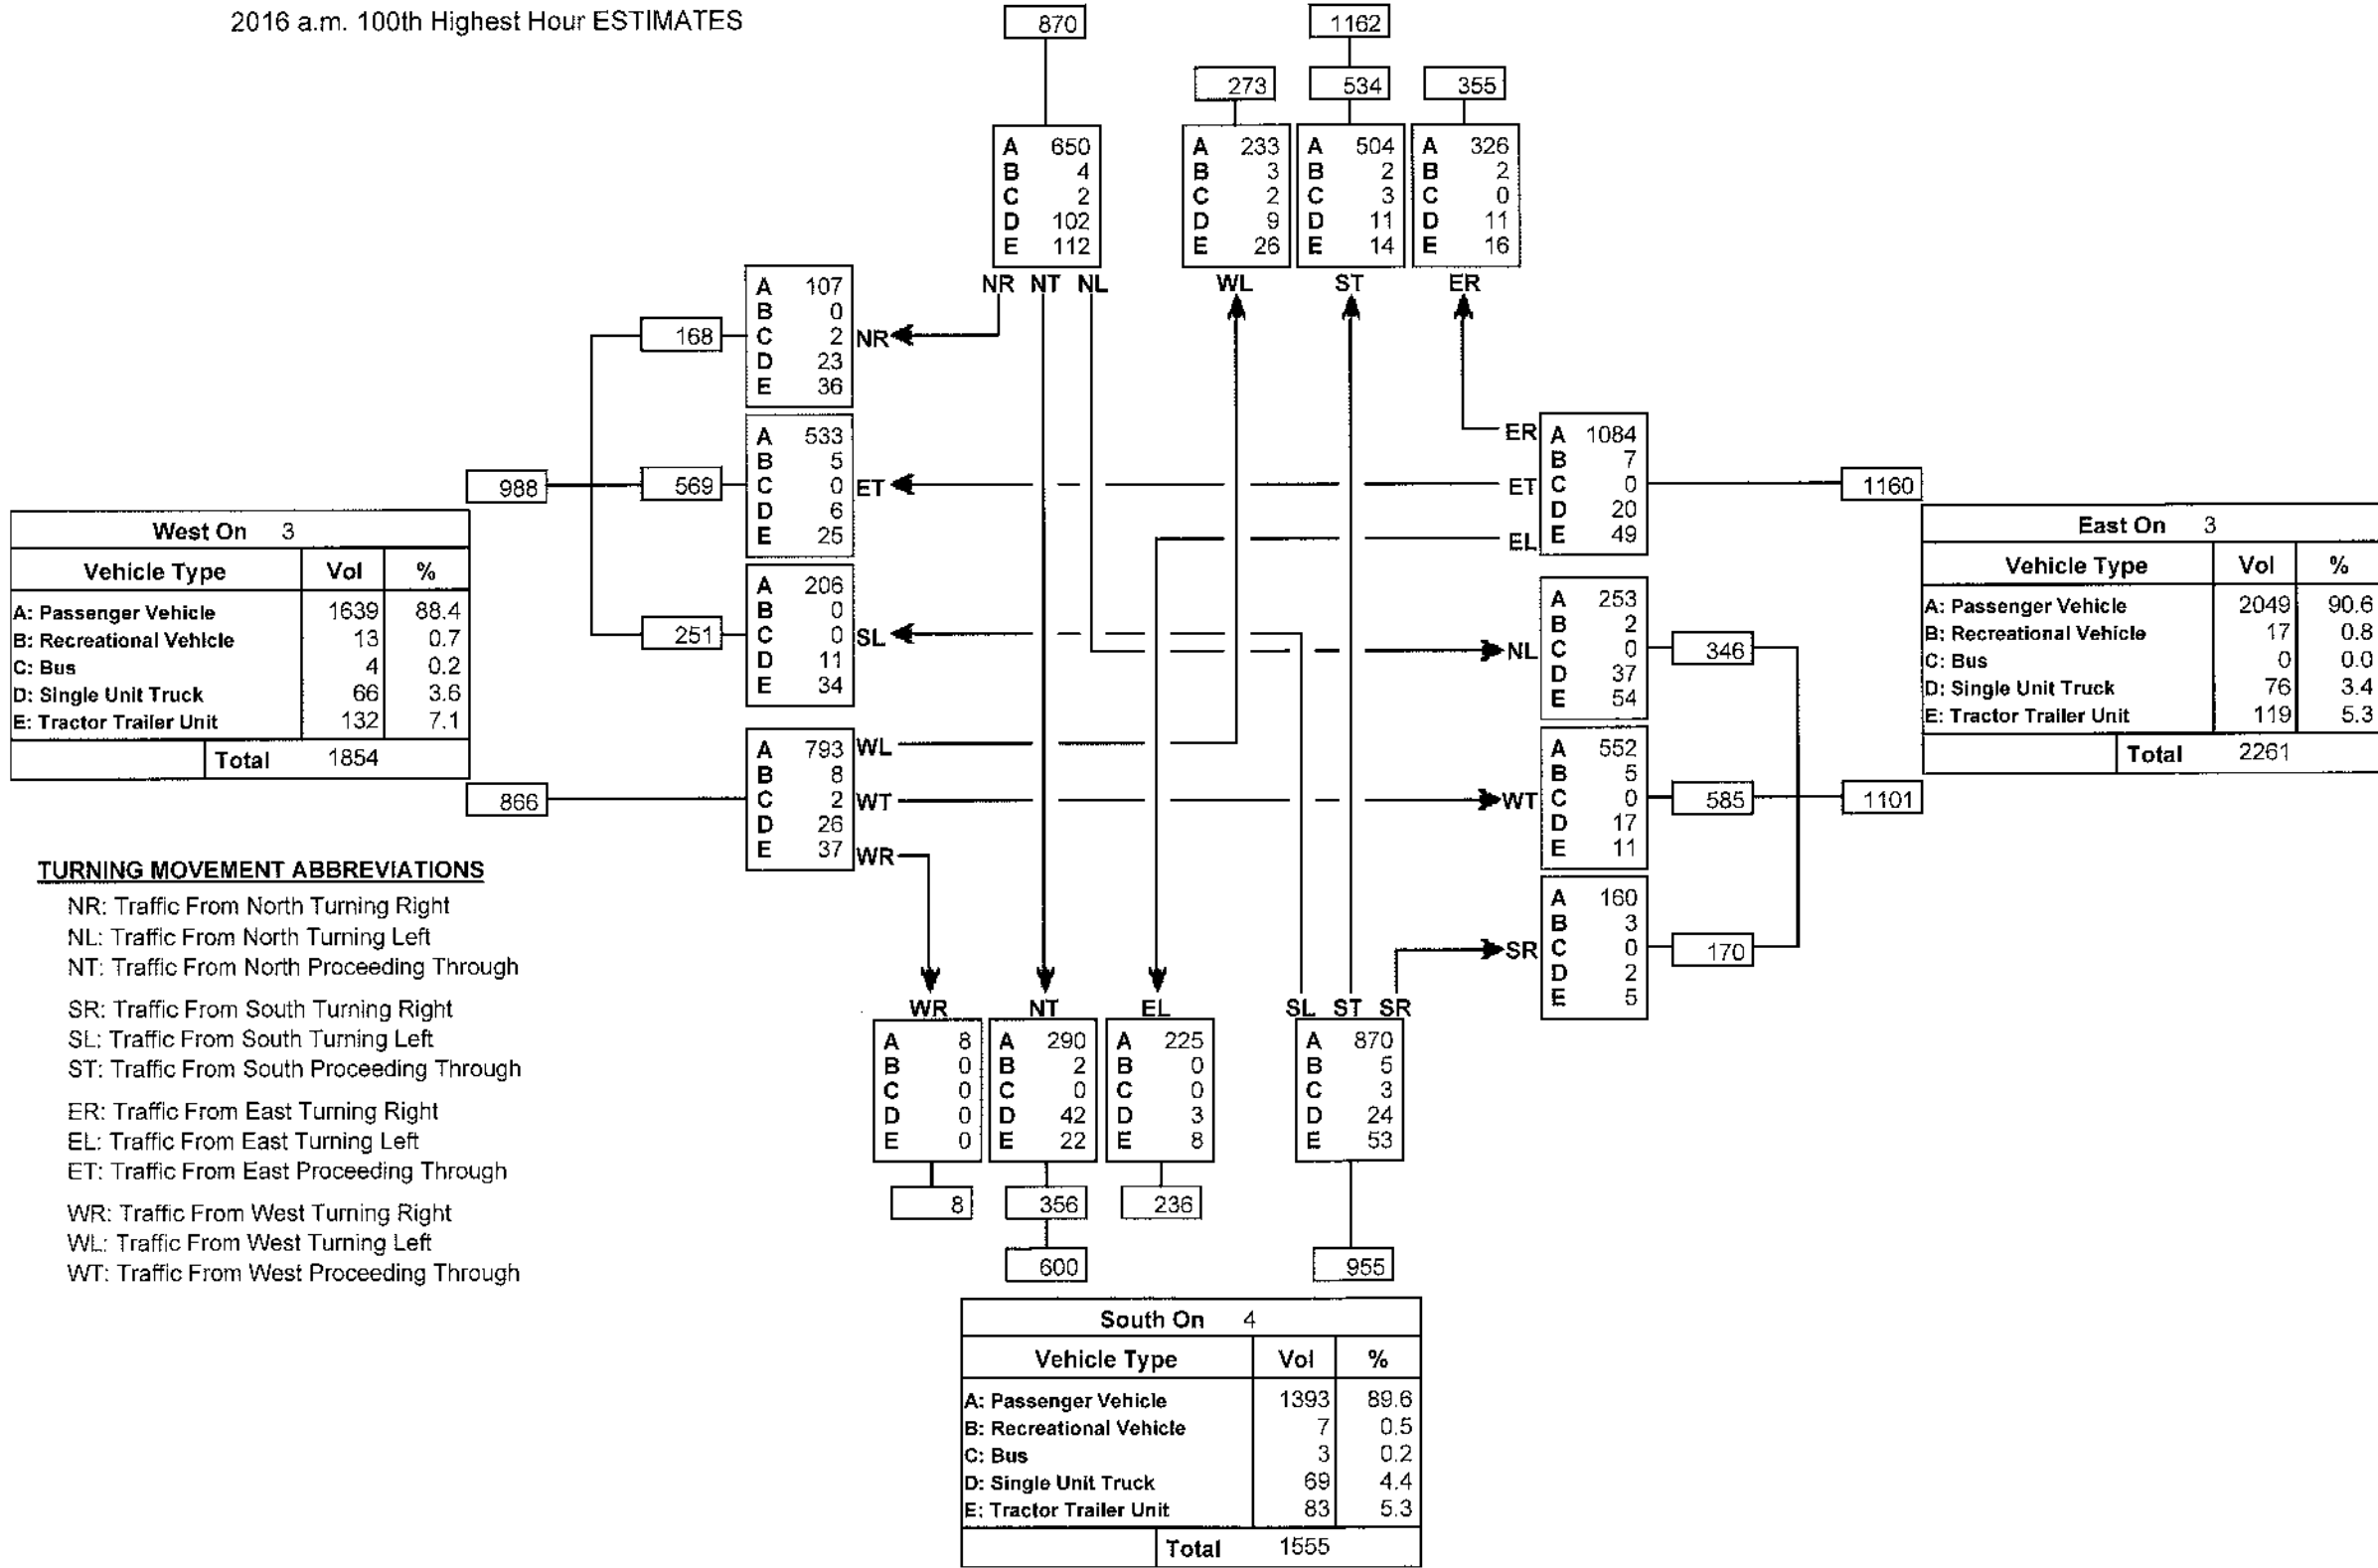 2016 a.m. 100th Highest Hour ESTIMATES
870
1162
273 534 355
A 650
B 4
C 2
D 102
E 112
A 233
B 3
C 2
D 9
E 26
A 504
B 2
C 3
D 11
E 14
A 326
B 2
C 0
D 11
E 16
NR NT NL WL ST ER
168
A 107
B 0
C 2
D 23
E 36
NR
988
569
A 533
B 5
C 0
D 6
E 25
ET
251
A 206
B 0
C 0
D 11
E 34
SL
866
A 793
B 8
C 2
D 26
E 37
WL
WT
WR
ER
ET
EL
A 1084
B 7
C 0
D 20
E 49
1160
NL
A 253
B 2
C 0
D 37
E 54
346
WT
A 552
B 5
C 0
D 17
E 11
585
1101
SR
A 160
B 3
C 0
D 2
E 5
170
West On 3
Vehicle Type Vol %
A: Passenger Vehicle 1639 88.4
B: Recreational Vehicle 13 0.7
C: Bus 4 0.2
D: Single Unit Truck 66 3.6
E: Tractor Trailer Unit 132 7.1
Total 1854
East On 3
Vehicle Type Vol %
A: Passenger Vehicle 2049 90.6
B: Recreational Vehicle 17 0.8
C: Bus 0 0.0
D: Single Unit Truck 76 3.4
E: Tractor Trailer Unit 119 5.3
Total 2261
TURNING MOVEMENT ABBREVIATIONS
NR: Traffic From North Turning Right
NL: Traffic From North Turning Left
NT: Traffic From North Proceeding Through
SR: Traffic From South Turning Right
SL: Traffic From South Turning Left
ST: Traffic From South Proceeding Through
ER: Traffic From East Turning Right
EL: Traffic From East Turning Left
ET: Traffic From East Proceeding Through
WR: Traffic From West Turning Right
WL: Traffic From West Turning Left
WT: Traffic From West Proceeding Through
WR NT EL SL ST SR
A 8
B 0
C 0
D 0
E 0
A 290
B 2
C 0
D 42
E 22
A 225
B 0
C 0
D 3
E 8
A 870
B 5
C 3
D 24
E 53
8 356 236
600 955
South On 4
Vehicle Type Vol %
A: Passenger Vehicle 1393 89.6
B: Recreational Vehicle 7 0.5
C: Bus 3 0.2
D: Single Unit Truck 69 4.4
E: Tractor Trailer Unit 83 5.3
Total 1555